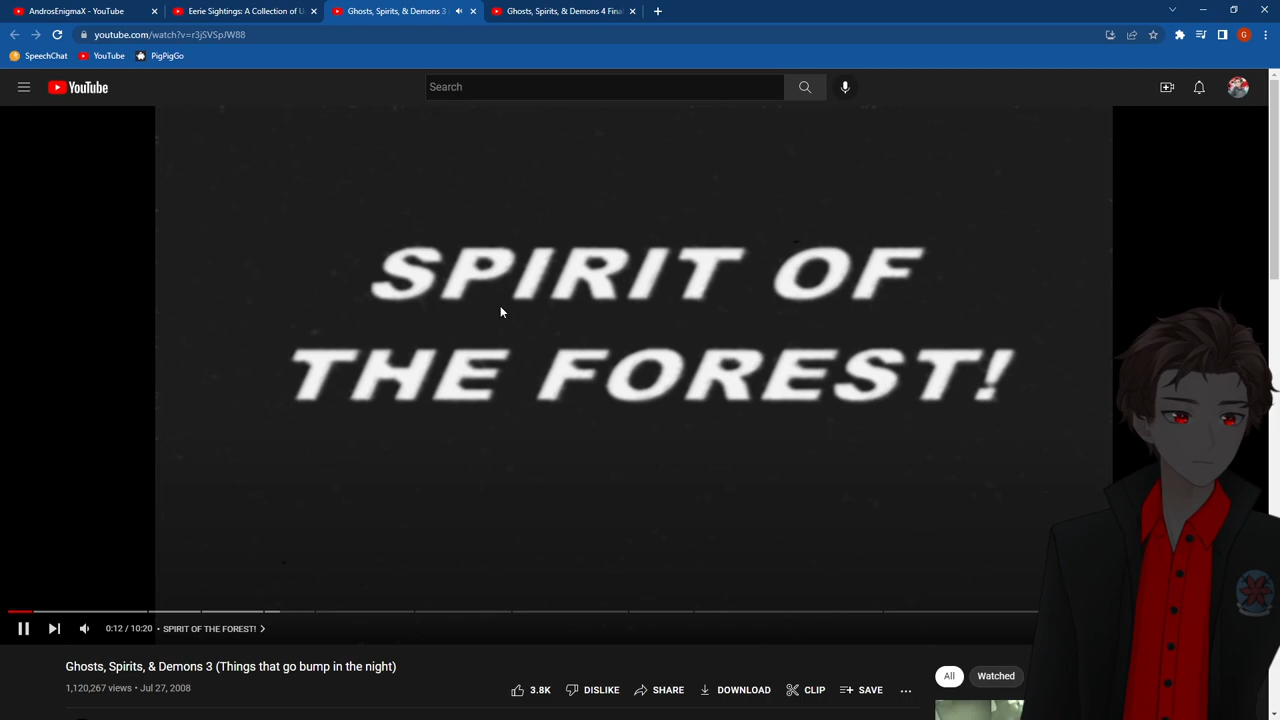 AndrosEnigmaX - YouTube
Eerie Sightings: A Collection of U
Ghosts, Spirits, & Demons 3
Ghosts, Spirits, & Demons 4 Fina
youtube.com/watch?v=r3jSVSpJW88
G
SpeechChat
YouTube
PigPigGo
YouTube
Search
SPIRIT OF
THE FOREST!
0:12 / 10:20 • SPIRIT OF THE FOREST!
Ghosts, Spirits, & Demons 3 (Things that go bump in the night)
1,120,267 views • Jul 27, 2008
3.8K
DISLIKE
SHARE
DOWNLOAD
CLIP
SAVE
All
Watched